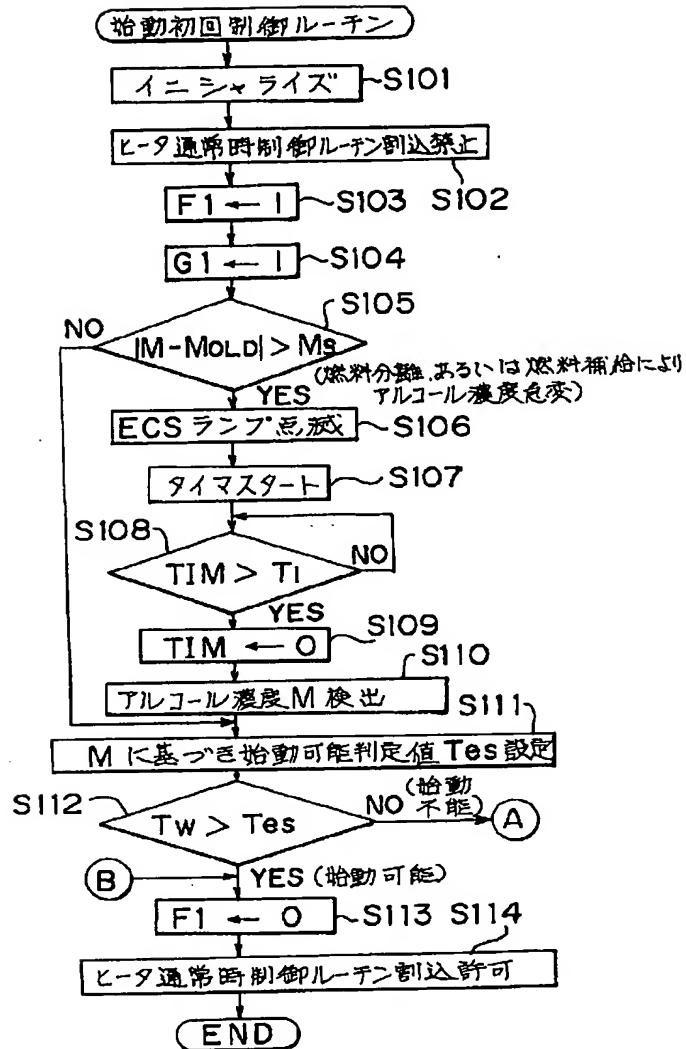 始動初回制御ルーチン
イニシャライズ
S101
ヒータ通常時制御ルーチン割込禁止
S102
F1 ← 1
S103
G1 ← 1
S104
S105
NO
|M-MOLD| > Ms
(燃料分離、あるいは燃料補給により
アルコール濃度急変)
YES
ECSランプ点滅
S106
タイマスタート
S107
S108
TIM > T1
NO
YES
TIM ← 0
S109
S110
アルコール濃度M検出
S111
Mに基づき始動可能判定値Tes設定
S112
Tw > Tes
NO
(始動
不能)
A
B
YES (始動可能)
F1 ← 0
S113
S114
ヒータ通常時制御ルーチン割込許可
END